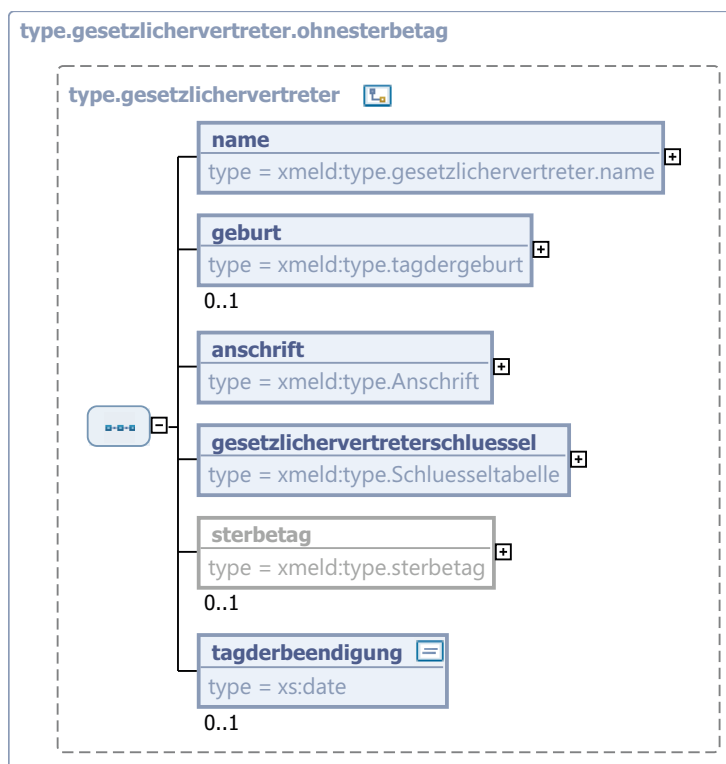 type.gesetzlichervertreter.ohnesterbetag
type.gesetzlichervertreter
name
type = xmeld:type.gesetzlichervertreter.name
geburt
type = xmeld:type.tagdergeburt
0..1
anschrift
type = xmeld:type.Anschrift
gesetzlichervertreterschluessel
type = xmeld:type.Schluesseltabelle
sterbetag
type = xmeld:type.sterbetag
0..1
tagderbeendigung
type = xs:date
0..1